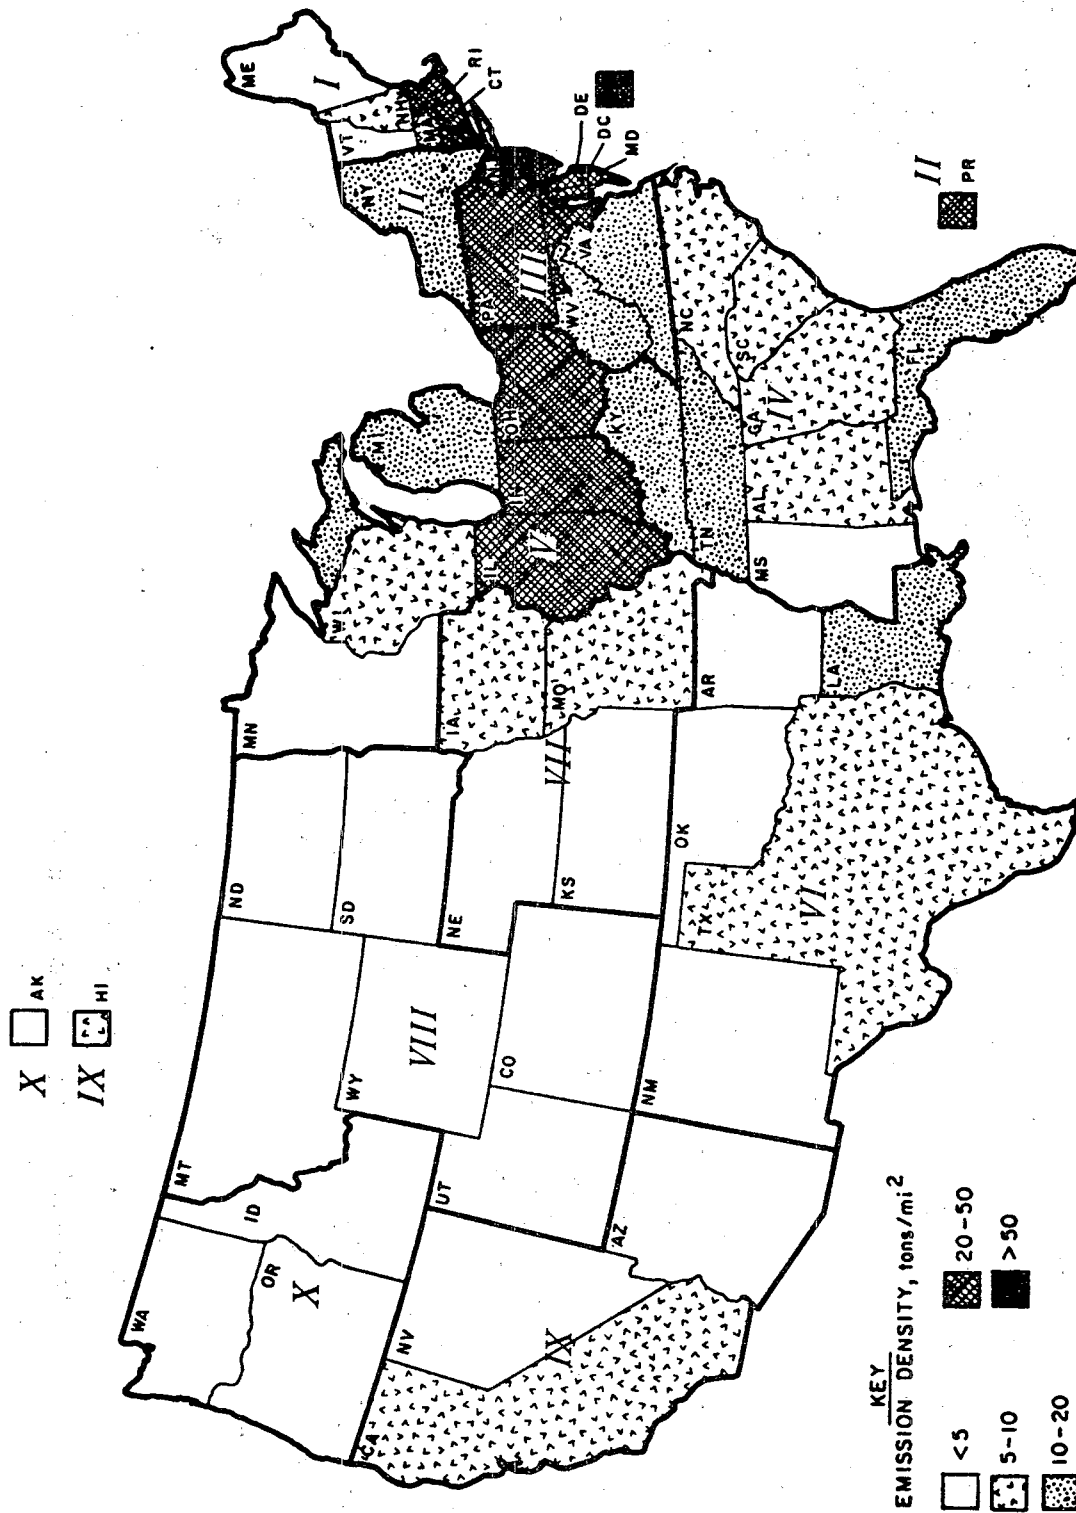 X AK
IX HI
WA
MT
ND
MN
ID
OR
X
WY
SD
WI
MI
NY
VT
ME
NH
I
MA
RI
CT
II
NV
UT
VIII
NE
IA
IL
IN
OH
PA
NJ
III
DE
DC
MD
V
CA
IX
CO
KS
VII
MO
KY
WV
VA
AZ
NM
OK
AR
TN
NC
SC
TX
VI
LA
MS
AL
GA
IV
FL
II
PR
KEY
EMISSION DENSITY, tons/mi²
<5
5-10
10-20
20-50
>50